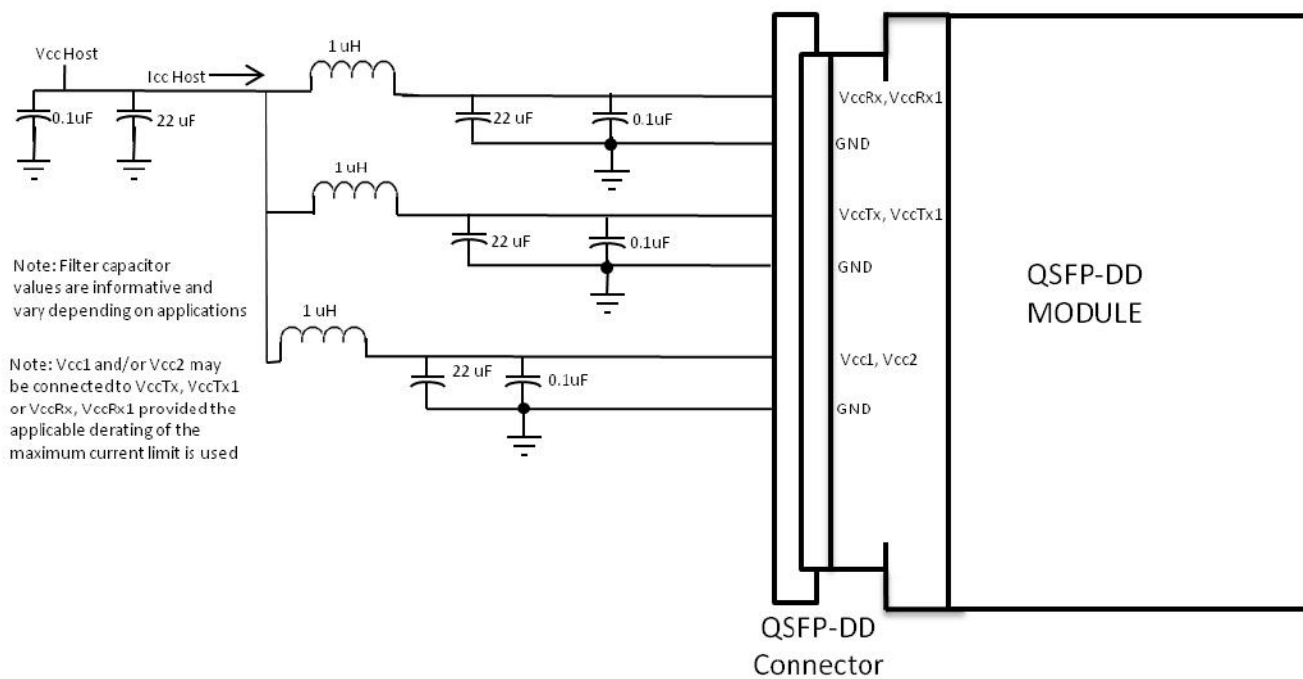 1 uH
Vcc Host
Icc Host
0.1uF
22 uF
22 uF
0.1uF
VccRx, VccRx1
GND
1 uH
22 uF
0.1uF
VccTx, VccTx1
GND
Note: Filter capacitor
values are informative and
vary depending on applications
1 uH
22 uF
0.1uF
Vcc1, Vcc2
GND
Note: Vcc1 and/or Vcc2 may
be connected to VccTx, VccTx1
or VccRx, VccRx1 provided the
applicable derating of the
maximum current limit is used
QSFP-DD
MODULE
QSFP-DD
Connector